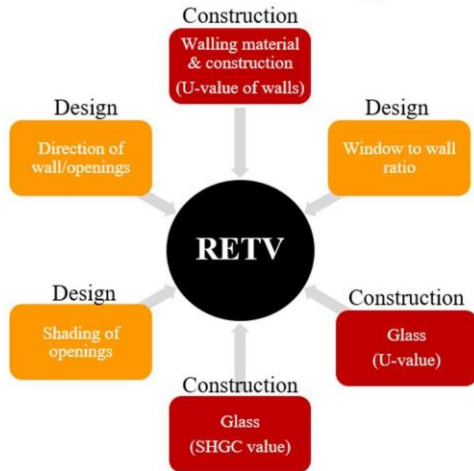 Construction
Walling material
& construction
(U-value of walls)
Design
Direction of
wall/openings
Design
Window to wall
ratio
RETV
Design
Shading of
openings
Construction
Glass
(U-value)
Construction
Glass
(SHGC value)